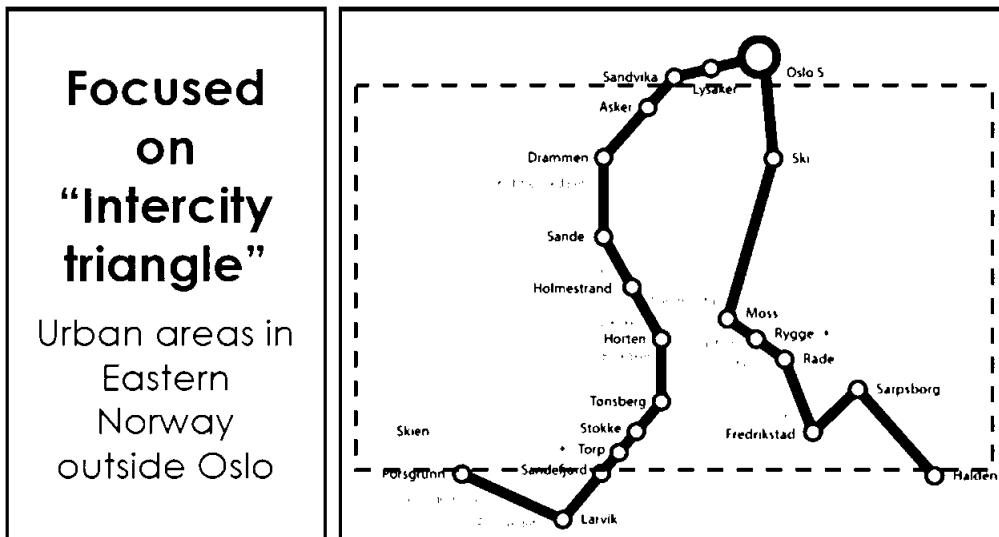 Focused
on
“Intercity
triangle”
Urban areas in
Eastern
Norway
outside Oslo
Oslo S
Sandvika
Lysaker
Asker
Drammen
Ski
Sande
Holmestrand
Moss
Horten
Rygge
Rade
Tønsberg
Sarpsborg
Stokke
Fredrikstad
Skien
Torp
Sandefjord
Porsgrunn
Halden
Larvik